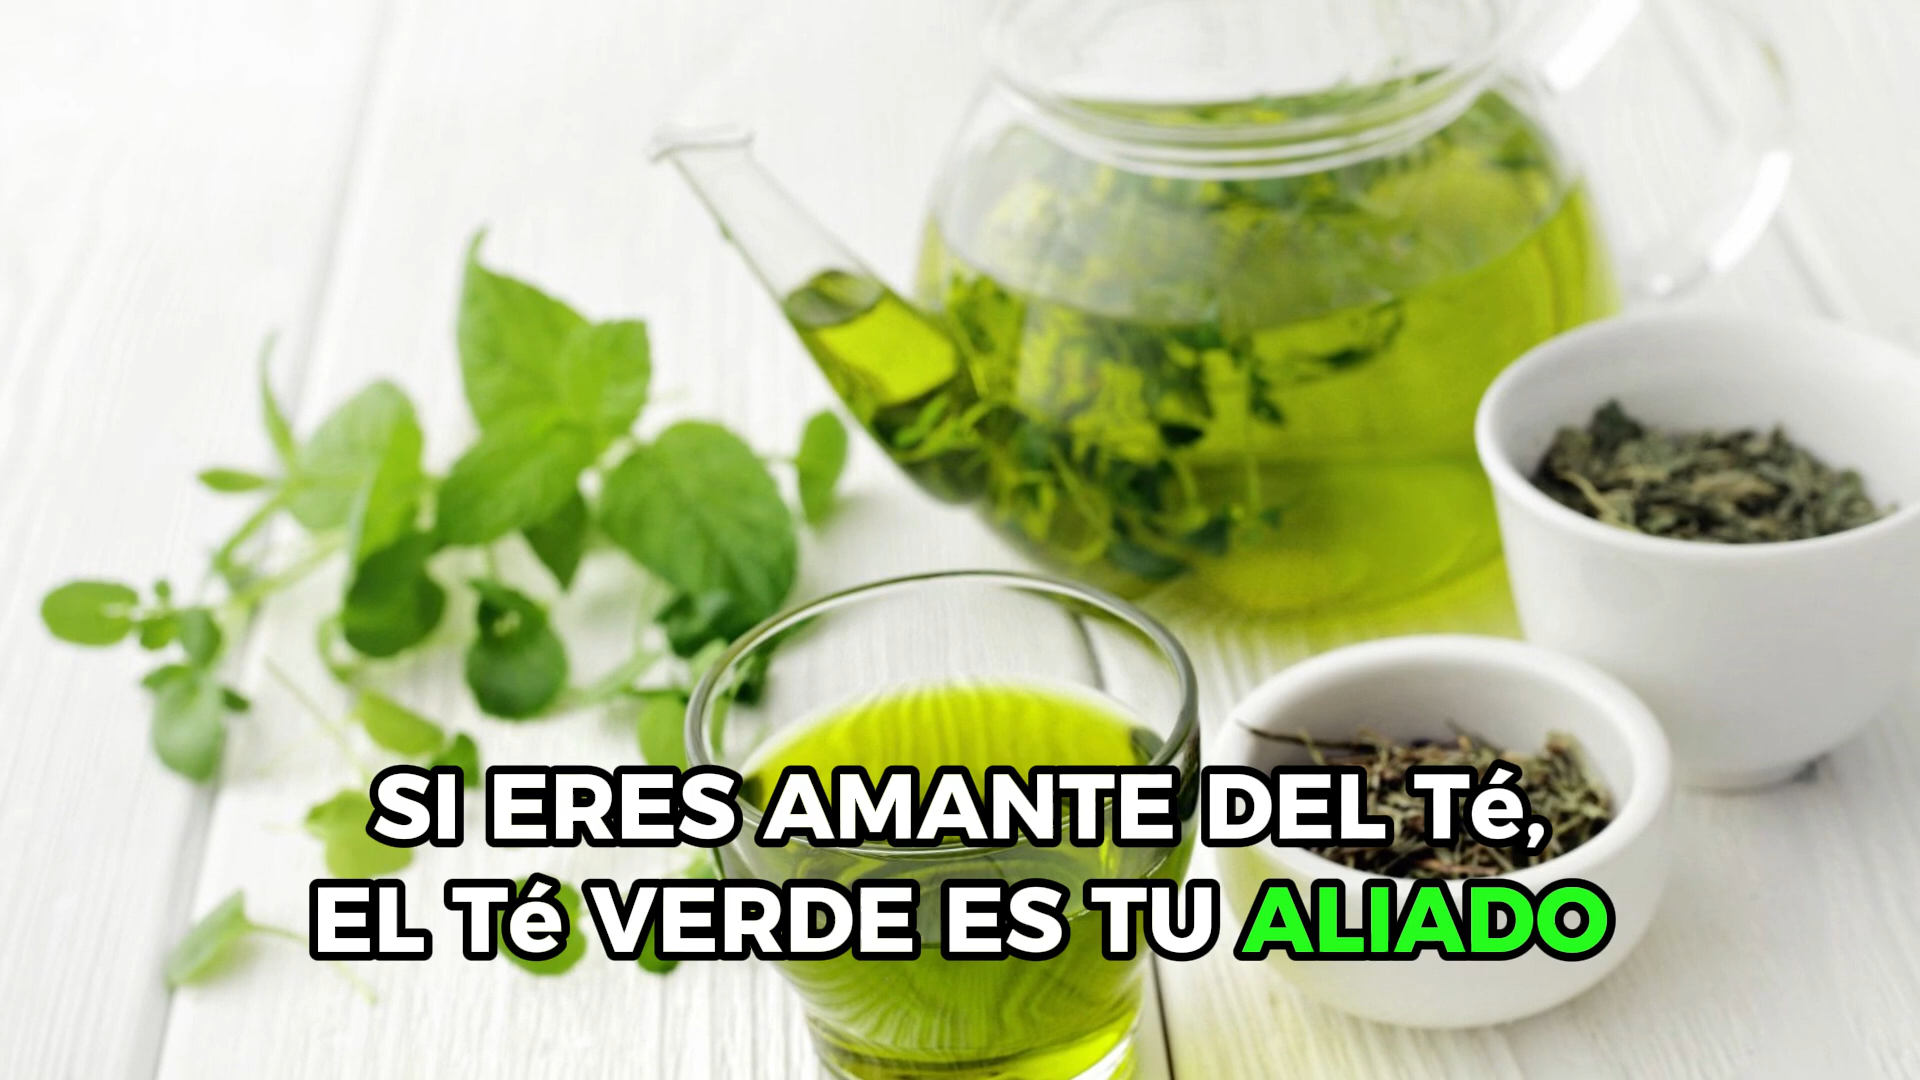 SI ERES AMANTE DEL Té,
EL Té VERDE ES TU ALIADO